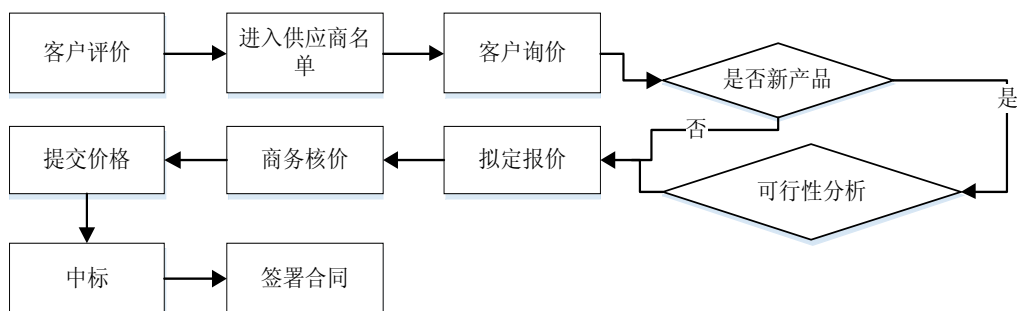 客户评价
进入供应商名
单
客户询价
是否新产品
是
否
提交价格
商务核价
拟定报价
可行性分析
中标
签署合同